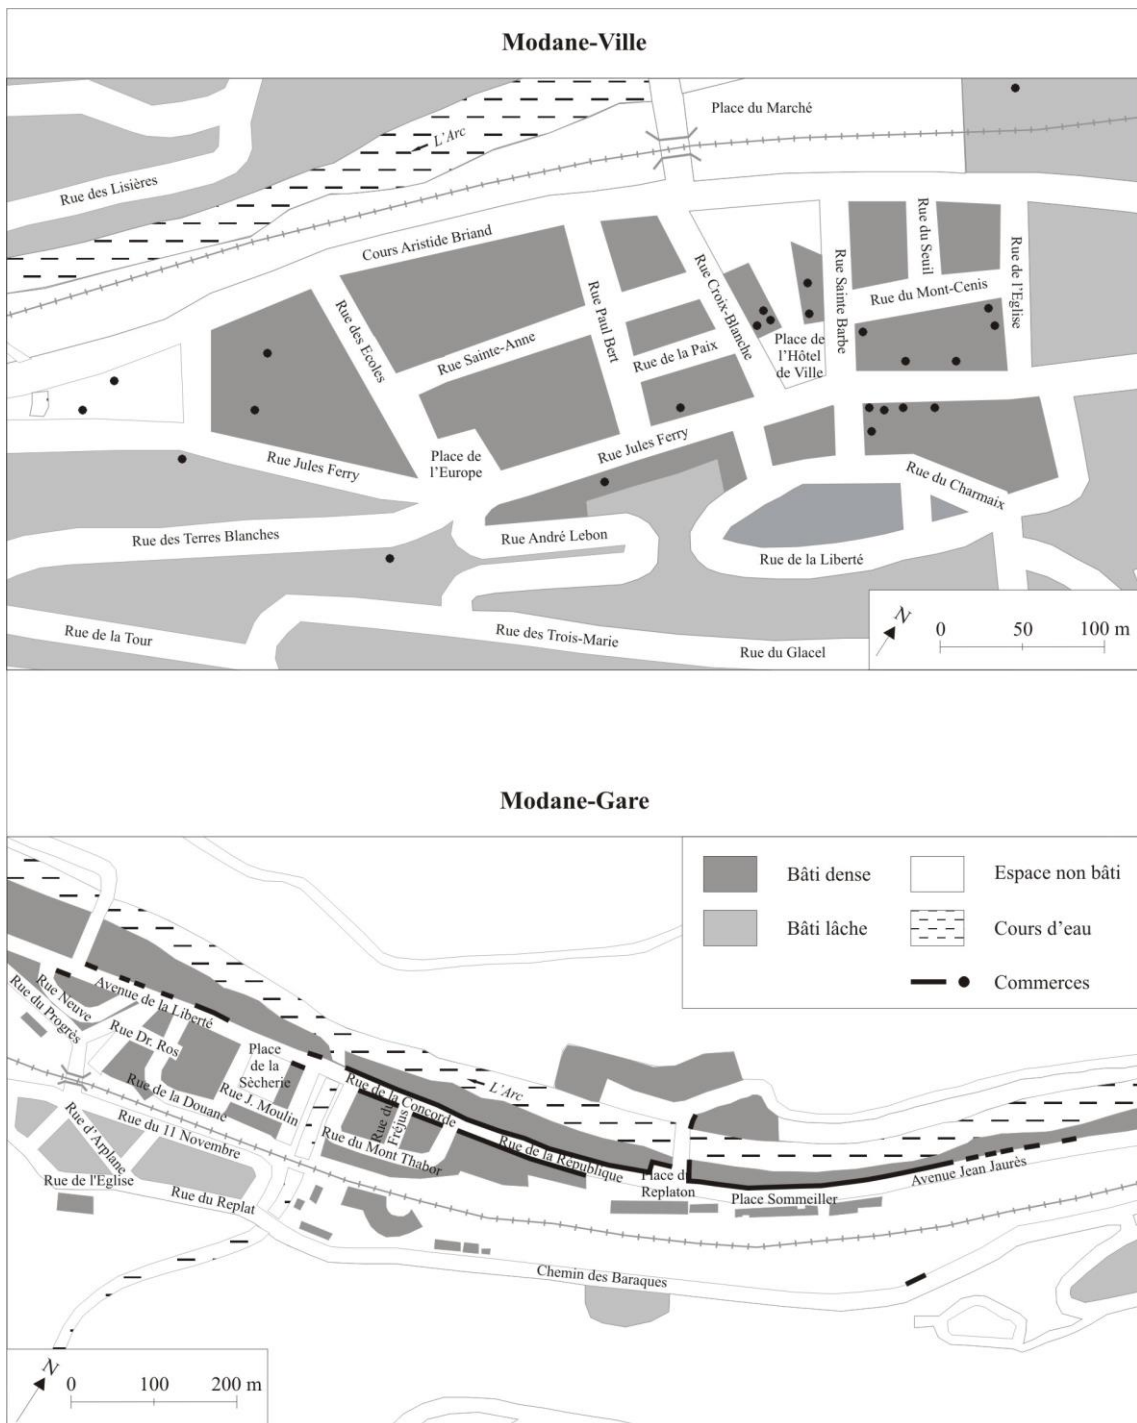 Modane-Ville
Place du Marché
L'Arc
Rue des Lisières
Cours Aristide Briand
Rue du Seuil
Rue de l'Eglise
Rue Croix-Blanche
Rue Sainte Barbe
Rue du Mont-Cenis
Rue des Ecoles
Rue Paul Bert
Rue Sainte-Anne
Rue de la Paix
Place de
l'Hôtel
de Ville
Rue Jules Ferry
Place de
l'Europe
Rue Jules Ferry
Rue du Charmaix
Rue des Terres Blanches
Rue André Lebon
Rue de la Liberté
Rue de la Tour
Rue des Trois-Marie
Rue du Glacel
N
0 50 100 m
Modane-Gare
Bâti dense
Espace non bâti
Bâti lâche
Cours d'eau
Commerces
Avenue de la Liberté
Rue Neuve
Rue du Progrès
Rue Dr. Ros
Place
de la
Sècherie
Rue de la Douane
Rue J. Moulin
Rue du 11 Novembre
Rue d'Arplane
Rue de l'Eglise
Rue du Replat
L'Arc
Rue de la Concorde
Rue du
Fréjus
Rue du Mont Thabor
Rue de la République
Place du
Replaton
Place Sommeiller
Avenue Jean Jaurès
Chemin des Baraques
N
0 100 200 m